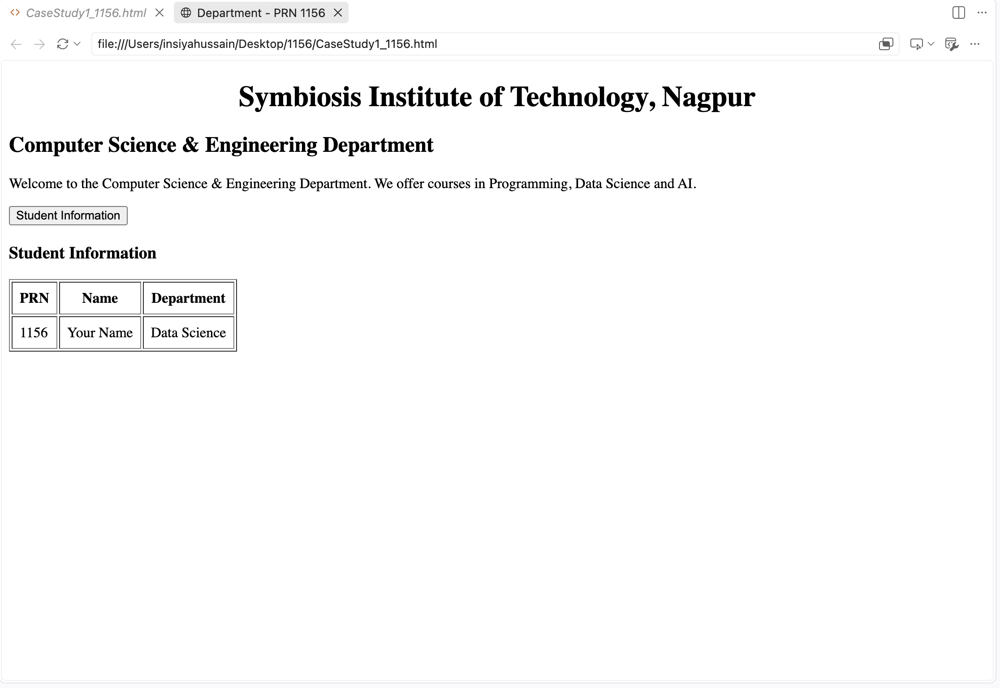 CaseStudy1_1156.html
Department - PRN 1156
file:///Users/insiyahussain/Desktop/1156/CaseStudy1_1156.html
Symbiosis Institute of Technology, Nagpur
Computer Science & Engineering Department
Welcome to the Computer Science & Engineering Department. We offer courses in Programming, Data Science and AI.
Student Information
Student Information
PRN Name Department
1156 Your Name Data Science